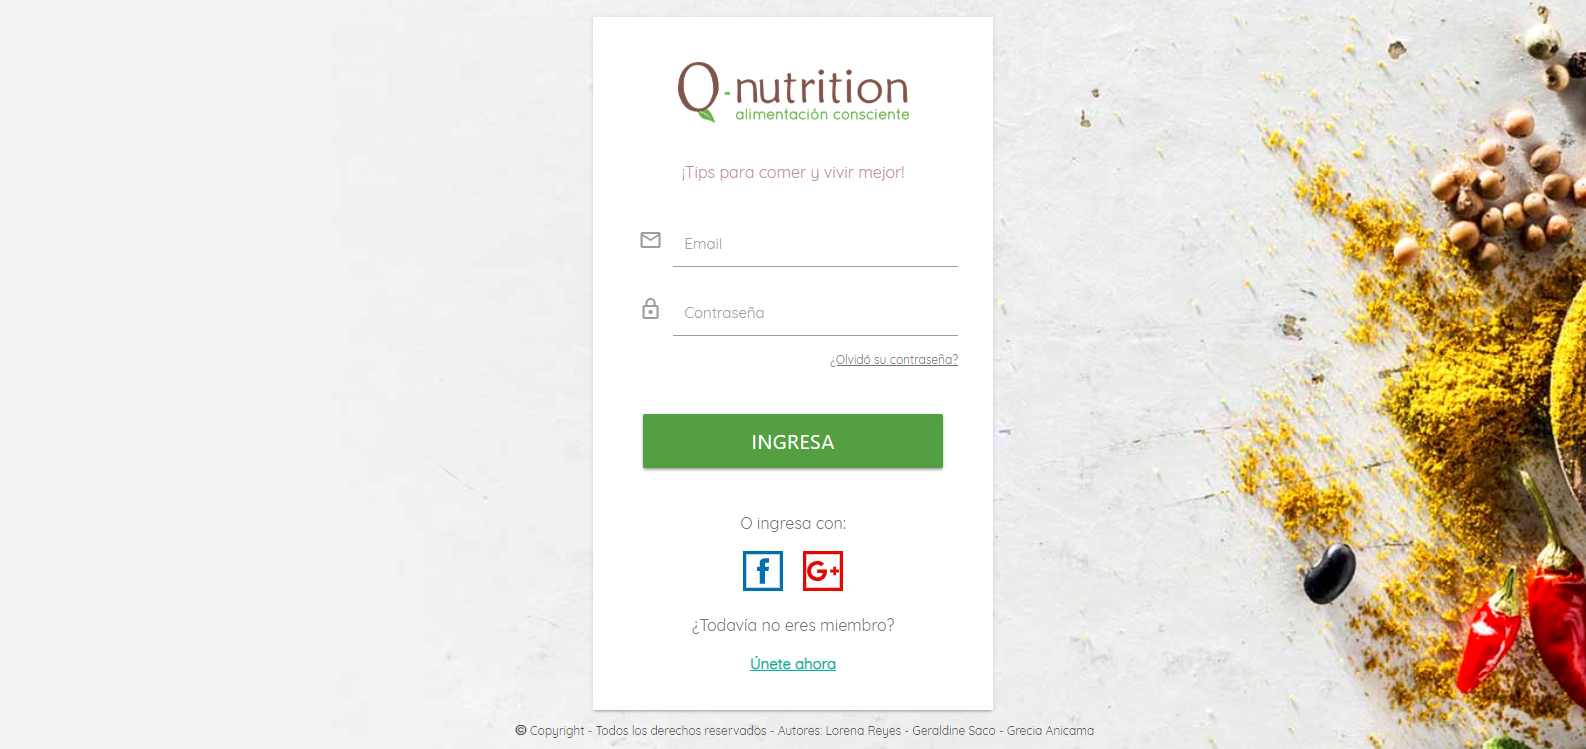 Q-nutrition
alimentación consciente
¡Tips para comer y vivir mejor!
Email
Contraseña
¿Olvidó su contraseña?
INGRESA
O ingresa con:
f G+
¿Todavía no eres miembro?
Únete ahora
© Copyright - Todos los derechos reservados - Autores: Lorena Reyes - Geraldine Saco - Grecia Anicama